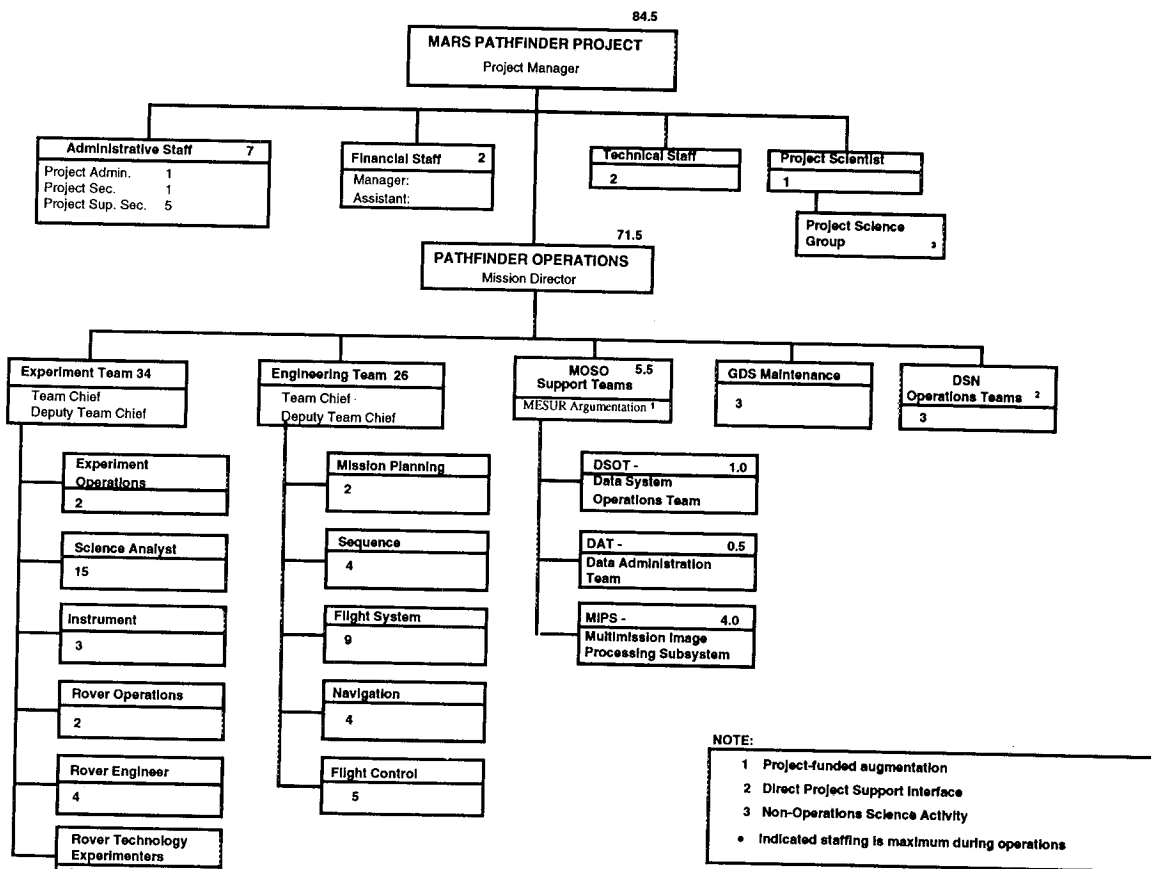 84.5
MARS PATHFINDER PROJECT
Project Manager
Administrative Staff 7
Project Admin. 1
Project Sec. 1
Project Sup. Sec. 5
Financial Staff 2
Manager:
Assistant:
Technical Staff
2
Project Scientist
1
Project Science
Group 3
71.5
PATHFINDER OPERATIONS
Mission Director
Experiment Team 34
Team Chief
Deputy Team Chief
Engineering Team 26
Team Chief
Deputy Team Chief
MOSO 5.5
Support Teams
MESUR Argumentation 1
GDS Maintenance
3
DSN
Operations Teams 2
3
Experiment
Operations
2
Science Analyst
15
Instrument
3
Rover Operations
2
Rover Engineer
4
Rover Technology
Experimenters
Mission Planning
2
Sequence
4
Flight System
9
Navigation
4
Flight Control
5
DSOT - 1.0
Data System
Operations Team
DAT - 0.5
Data Administration
Team
MIPS - 4.0
Multimission Image
Processing Subsystem
NOTE:
1 Project-funded augmentation
2 Direct Project Support Interface
3 Non-Operations Science Activity
• Indicated staffing is maximum during operations